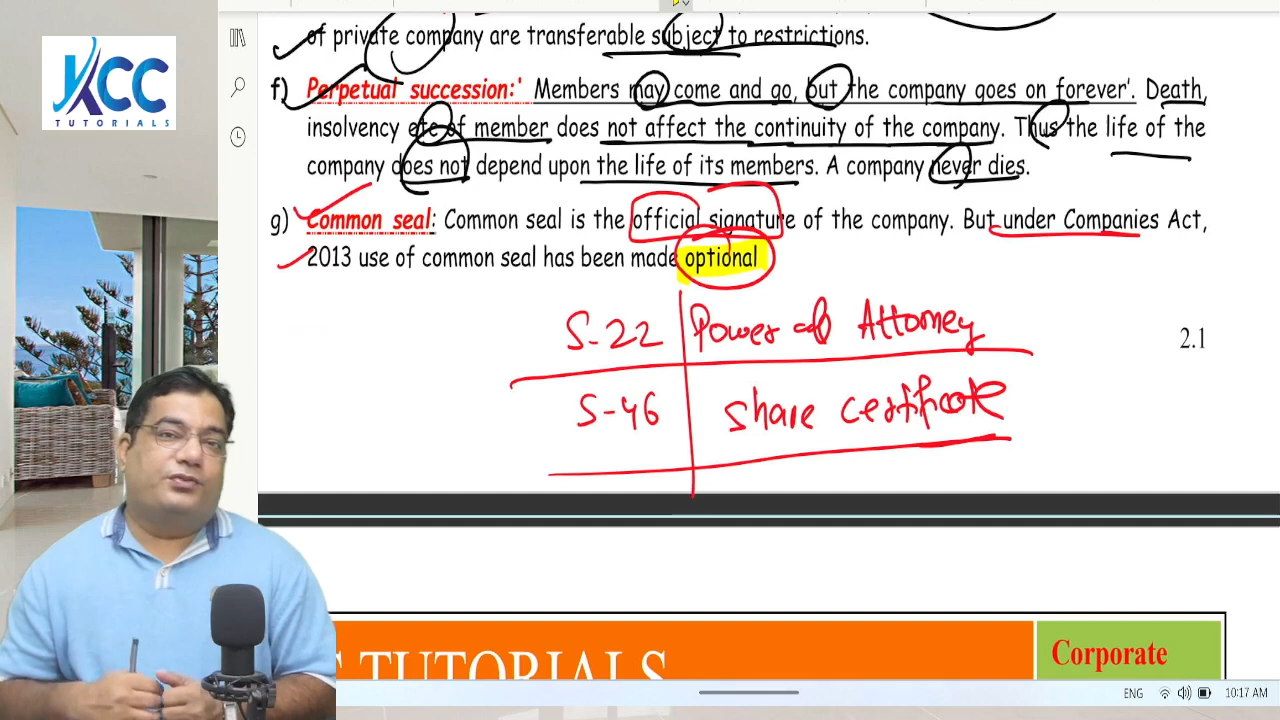 JKCC
TUTORIALS
of private company are transferable subject to restrictions.
f) Perpetual succession:' Members may come and go, but the company goes on forever'. Death,
insolvency etc of member does not affect the continuity of the company. Thus the life of the
company does not depend upon the life of its members. A company never dies.
g) Common seal: Common seal is the official signature of the company. But under Companies Act,
2013 use of common seal has been made optional
S-22 Power of Attorney
2.1
S-46 Share certificate
TUTORIALS
Corporate
ENG 10:17 AM